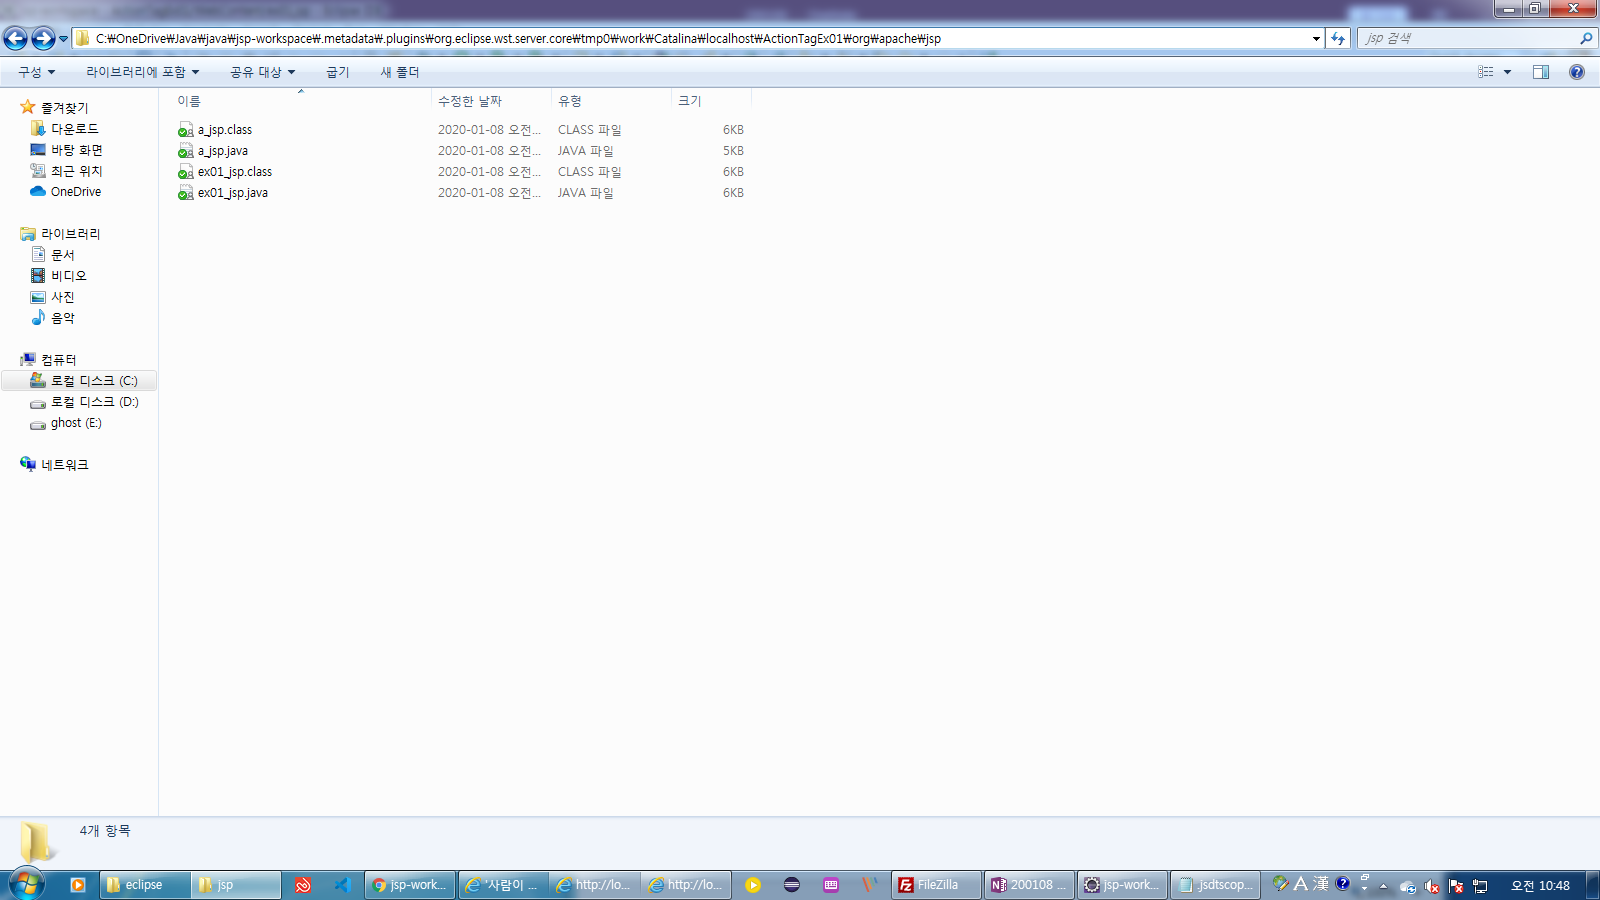 C:₩OneDrive₩Java₩java₩jsp-workspace₩.metadata₩.plugins₩org.eclipse.wst.server.core₩tmp0₩work₩Catalina₩localhost₩ActionTagEx01₩org₩apache₩jsp
jsp 검색
구성 라이브러리에 포함 공유 대상 굽기 새 폴더
이름 수정한 날짜 유형 크기
a_jsp.class 2020-01-08 오전... CLASS 파일 6KB
a_jsp.java 2020-01-08 오전... JAVA 파일 5KB
ex01_jsp.class 2020-01-08 오전... CLASS 파일 6KB
ex01_jsp.java 2020-01-08 오전... JAVA 파일 6KB
즐겨찾기
다운로드
바탕 화면
최근 위치
OneDrive
라이브러리
문서
비디오
사진
음악
컴퓨터
로컬 디스크 (C:)
로컬 디스크 (D:)
ghost (E:)
네트워크
4개 항목
eclipse jsp jsp-work... '사람이 ... http://lo... http://lo... FileZilla 200108 ... jsp-work... .jsdtscop... A 漢 오전 10:48